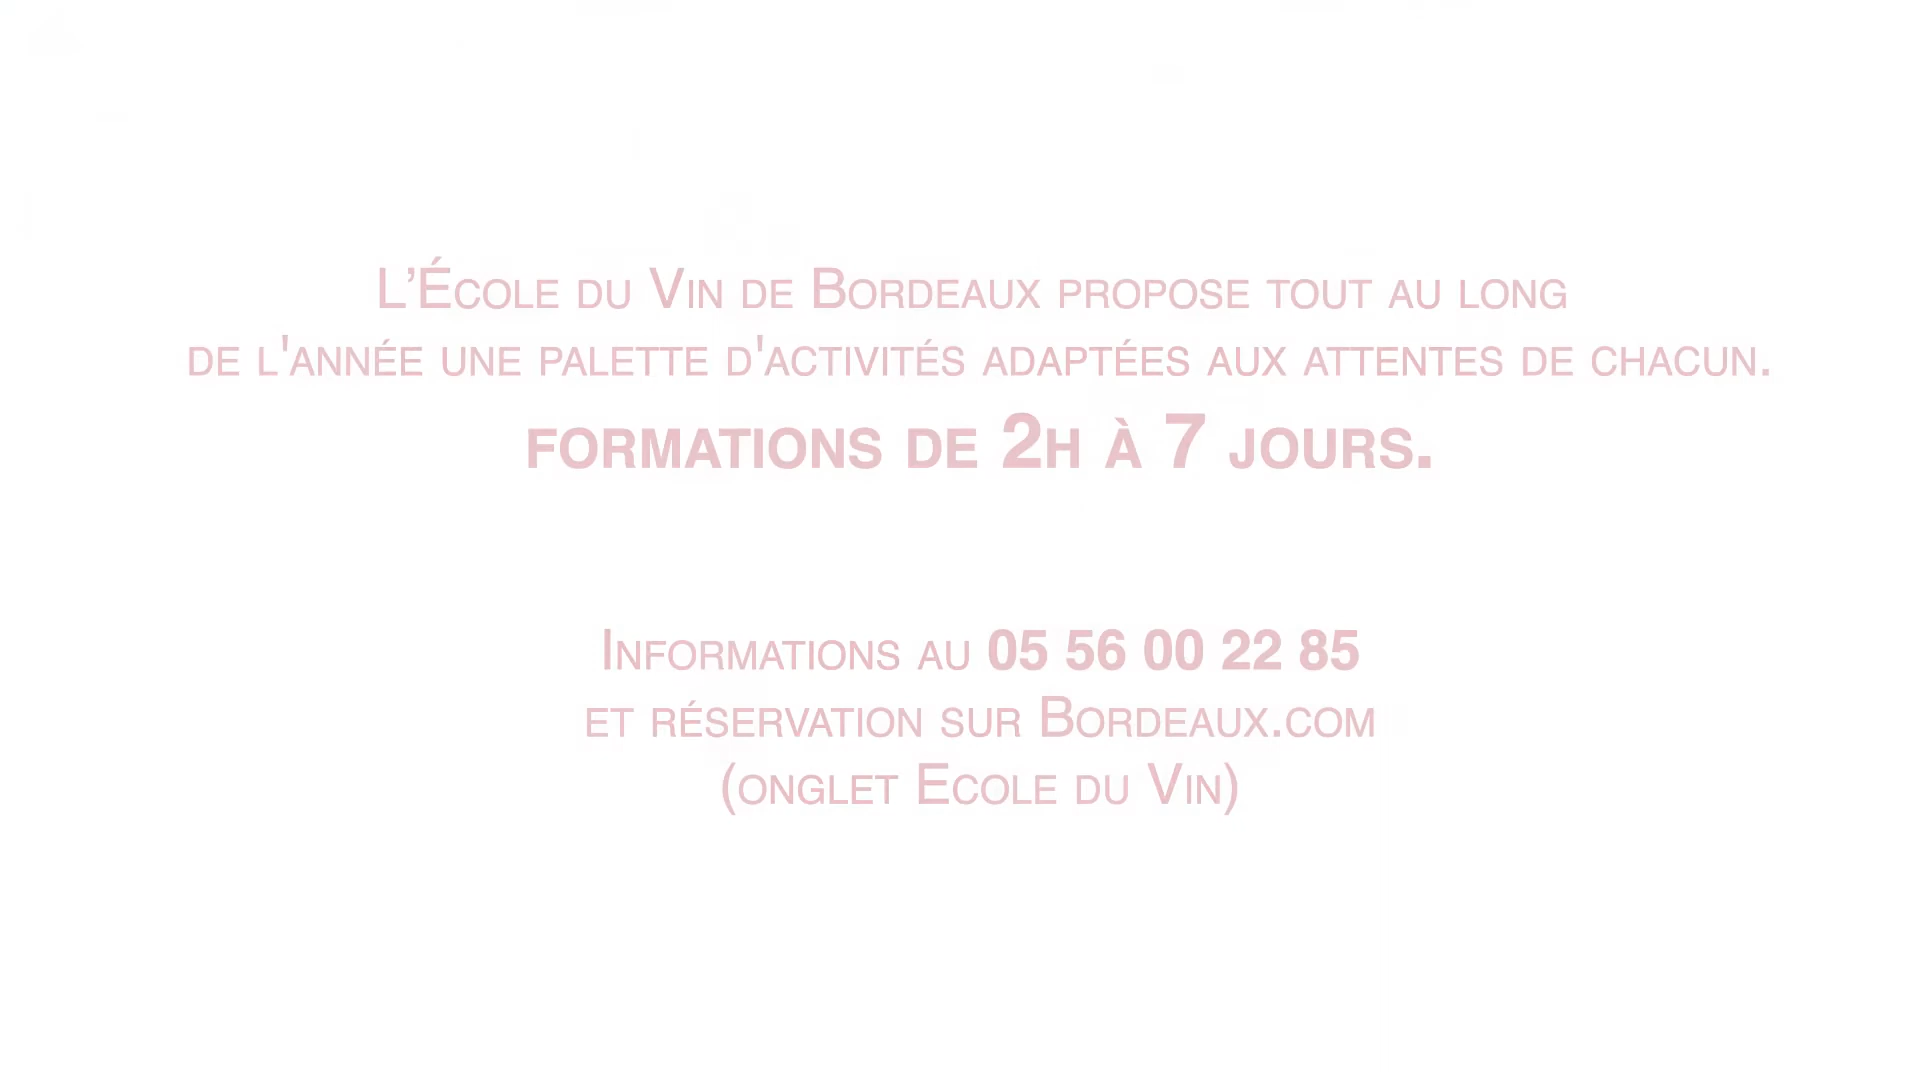 L’École du Vin de Bordeaux propose tout au long
de l'année une palette d'activités adaptées aux attentes de chacun.
formations de 2h à 7 jours.
Informations au 05 56 00 22 85
et réservation sur Bordeaux.com
(onglet Ecole du Vin)